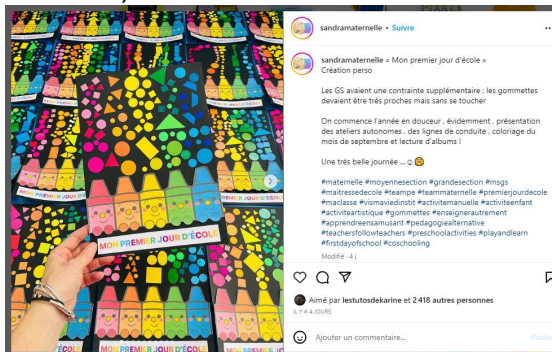 sandramaternelle • Suivre
sandramaternelle « Mon premier jour d'école »
Création perso
Les GS avaient une contrainte supplémentaire : les gommettes
devaient être très proches mais sans se toucher
On commence l'année en douceur , évidemment . présentation
des ateliers autonomes , des lignes de conduite , coloriage du
mois de septembre et lecture d'albums !
Une très belle journée ...
#maternelle #moyennesection #grandesection #msgs
#maitressedecole #teampe #teammaternelle #premierjourdecole
#maclasse #vismaviedinstit #activitemanuelle #activiteenfant
#activiteartistique #gommettes #enseignerautrement
#apprendreensamusant #pedagogiealternative
#teachersfollowteachers #preschoolactivities #playandlearn
#firstdayofschool #coschooling
Modifié · 4 j
Aimé par lestutosdekarine et 2 418 autres personnes
IL Y A 4 JOURS
Ajouter un commentaire...
Publier
MON PREMIER JOUR D'ÉCOLE